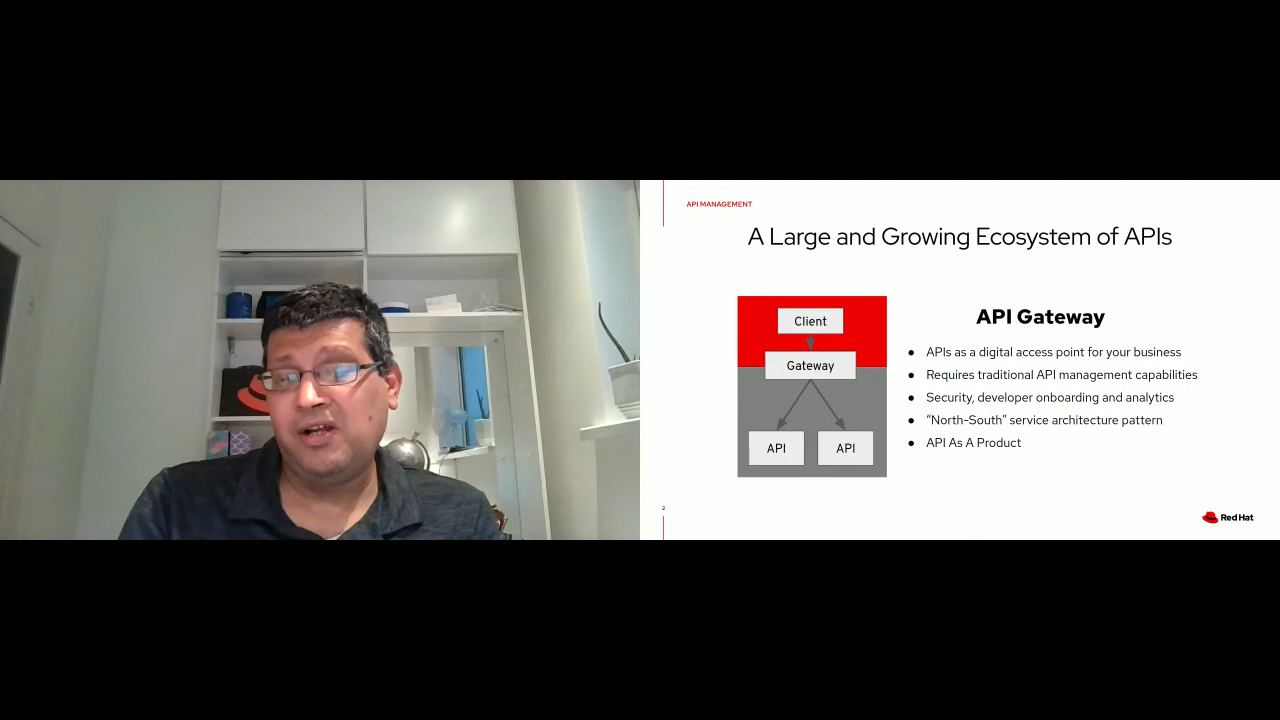 API MANAGEMENT
A Large and Growing Ecosystem of APIs
Client
Gateway
API API
API Gateway
● APIs as a digital access point for your business
● Requires traditional API management capabilities
● Security, developer onboarding and analytics
● “North-South” service architecture pattern
● API As A Product
2
Red Hat